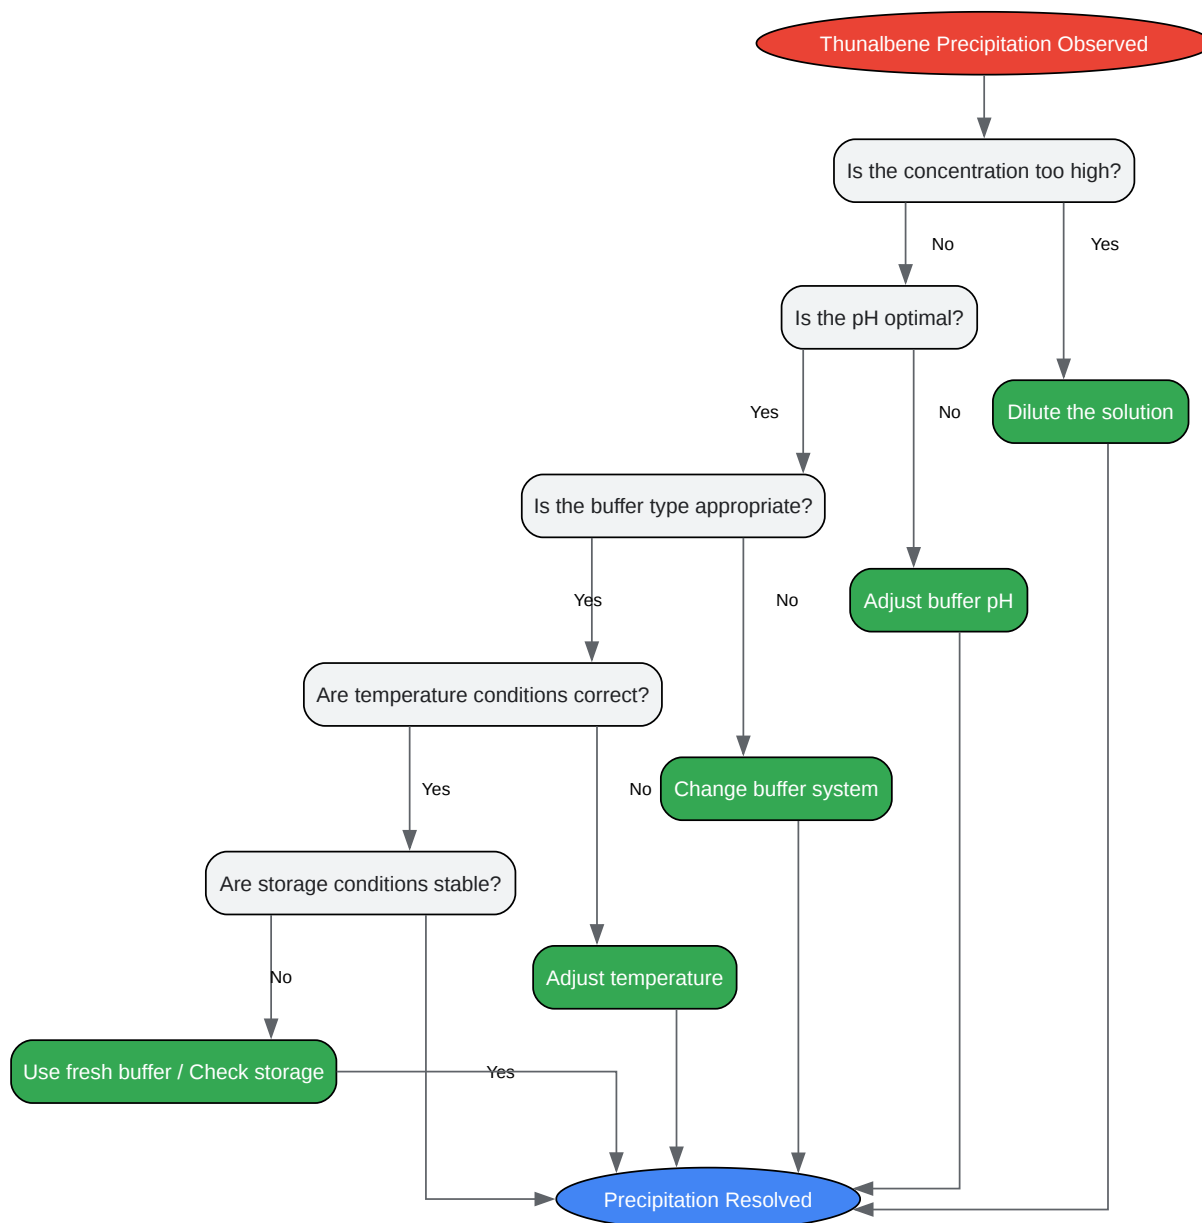 Thunalbene Precipitation Observed
Is the concentration too high?
No
Yes
Is the pH optimal?
Yes
No
Dilute the solution
Is the buffer type appropriate?
Yes
No
Adjust buffer pH
Are temperature conditions correct?
Yes
No
Change buffer system
Are storage conditions stable?
No
Adjust temperature
Use fresh buffer / Check storage
Yes
Precipitation Resolved